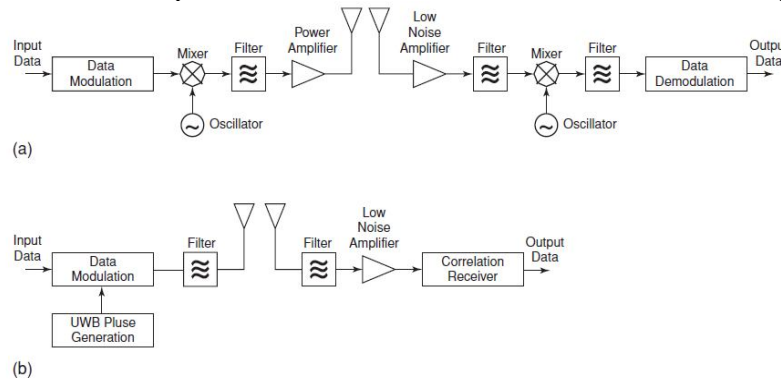 Input
Data
Data
Modulation
Mixer
Oscillator
Filter
Power
Amplifier
Low
Noise
Amplifier
Filter
Mixer
Oscillator
Filter
Data
Demodulation
Output
Data
(a)
Input
Data
Data
Modulation
UWB Pluse
Generation
Filter
Filter
Low
Noise
Amplifier
Correlation
Receiver
Output
Data
(b)